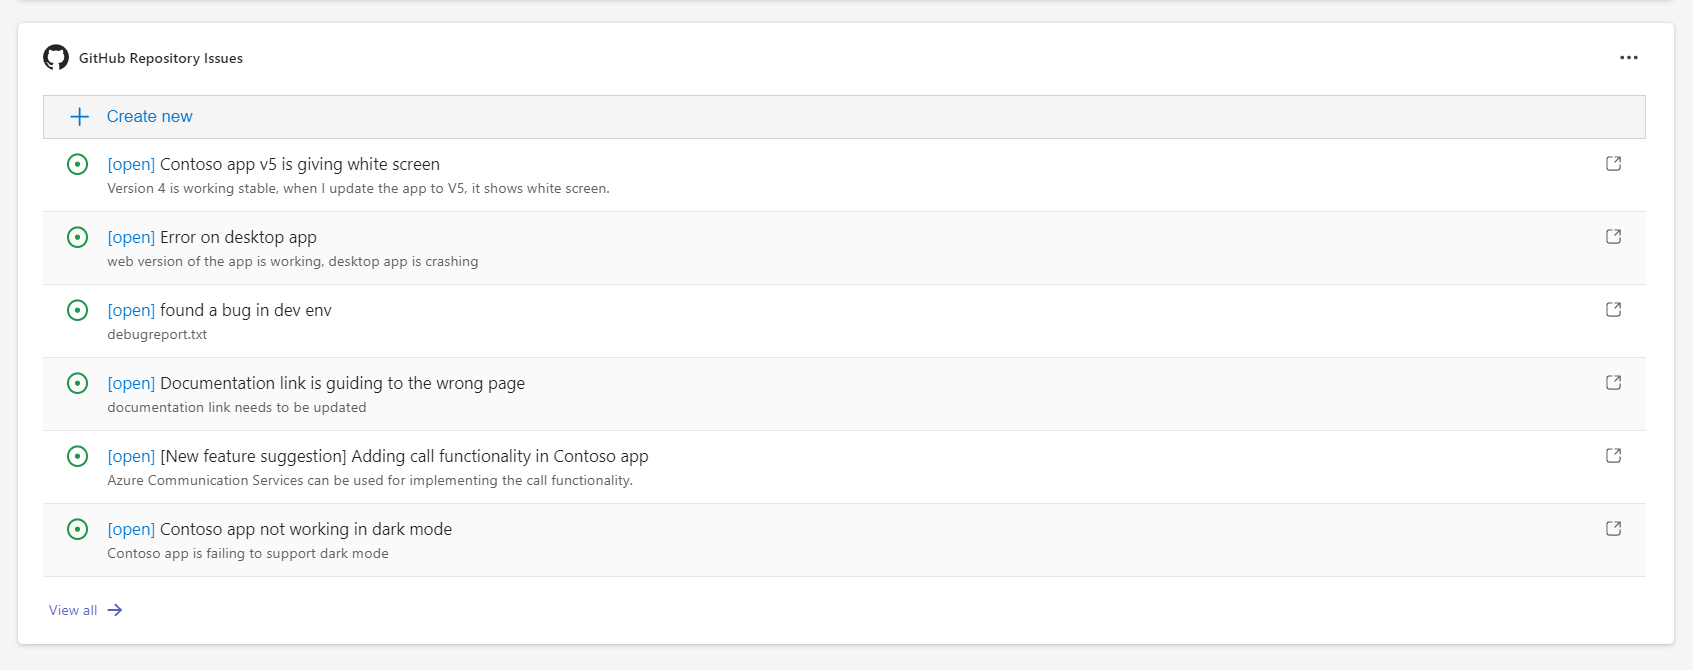 GitHub Repository Issues
Create new
[open] Contoso app v5 is giving white screen
Version 4 is working stable, when I update the app to V5, it shows white screen.
[open] Error on desktop app
web version of the app is working, desktop app is crashing
[open] found a bug in dev env
debugreport.txt
[open] Documentation link is guiding to the wrong page
documentation link needs to be updated
[open] [New feature suggestion] Adding call functionality in Contoso app
Azure Communication Services can be used for implementing the call functionality.
[open] Contoso app not working in dark mode
Contoso app is failing to support dark mode
View all